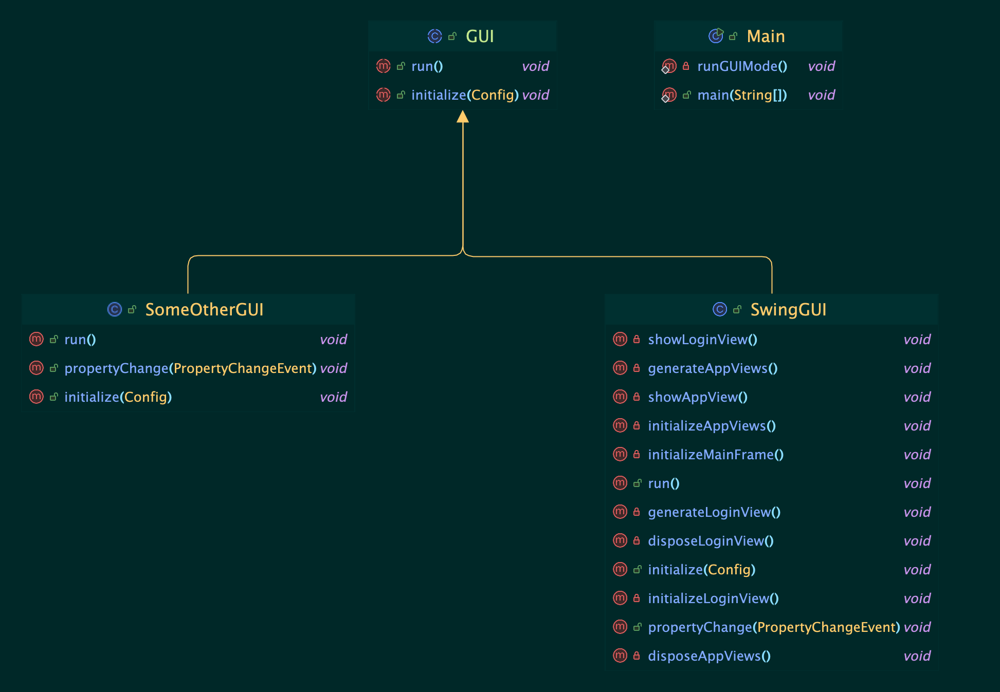 GUI
run() void
initialize(Config) void
Main
runGUIMode() void
main(String[]) void
SomeOtherGUI
run() void
propertyChange(PropertyChangeEvent) void
initialize(Config) void
SwingGUI
showLoginView() void
generateAppViews() void
showAppView() void
initializeAppViews() void
initializeMainFrame() void
run() void
generateLoginView() void
disposeLoginView() void
initialize(Config) void
initializeLoginView() void
propertyChange(PropertyChangeEvent) void
disposeAppViews() void